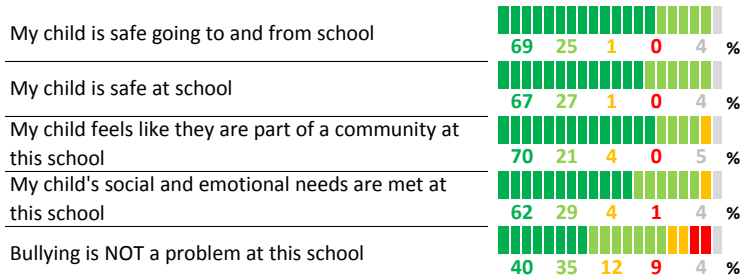 My child is safe going to and from school
69 25 1 0 4 %
My child is safe at school
67 27 1 0 4 %
My child feels like they are part of a community at
this school
70 21 4 0 5 %
My child's social and emotional needs are met at
this school
62 29 4 1 4 %
Bullying is NOT a problem at this school
40 35 12 9 4 %